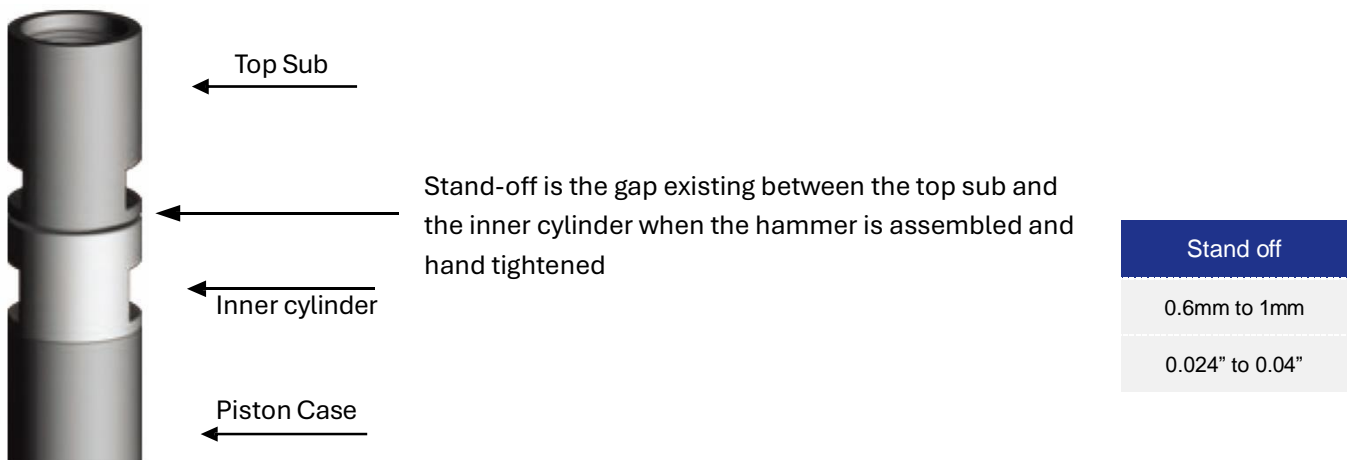 Top Sub
Stand-off is the gap existing between the top sub and
the inner cylinder when the hammer is assembled and
hand tightened
Inner cylinder
Piston Case
Stand off
0.6mm to 1mm
0.024” to 0.04”